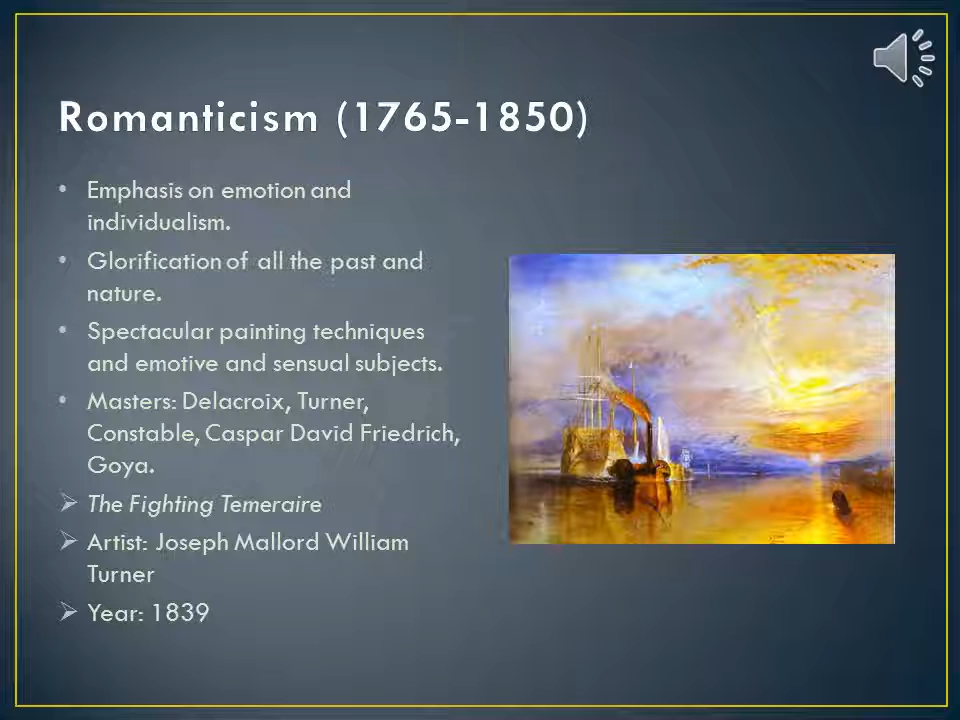 Romanticism (1765-1850)
• Emphasis on emotion and
individualism.
• Glorification of all the past and
nature.
• Spectacular painting techniques
and emotive and sensual subjects.
• Masters: Delacroix, Turner,
Constable, Caspar David Friedrich,
Goya.
➢ The Fighting Temeraire
➢ Artist: Joseph Mallord William
Turner
➢ Year: 1839